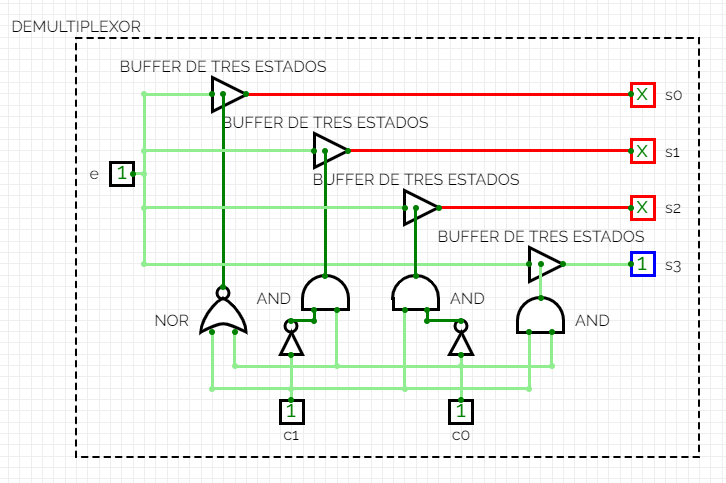 DEMULTIPLEXOR
BUFFER DE TRES ESTADOS
X s0
BUFFER DE TRES ESTADOS
X s1
e 1
BUFFER DE TRES ESTADOS
X s2
BUFFER DE TRES ESTADOS
1 s3
NOR
AND
AND
AND
1
1
c1
c0